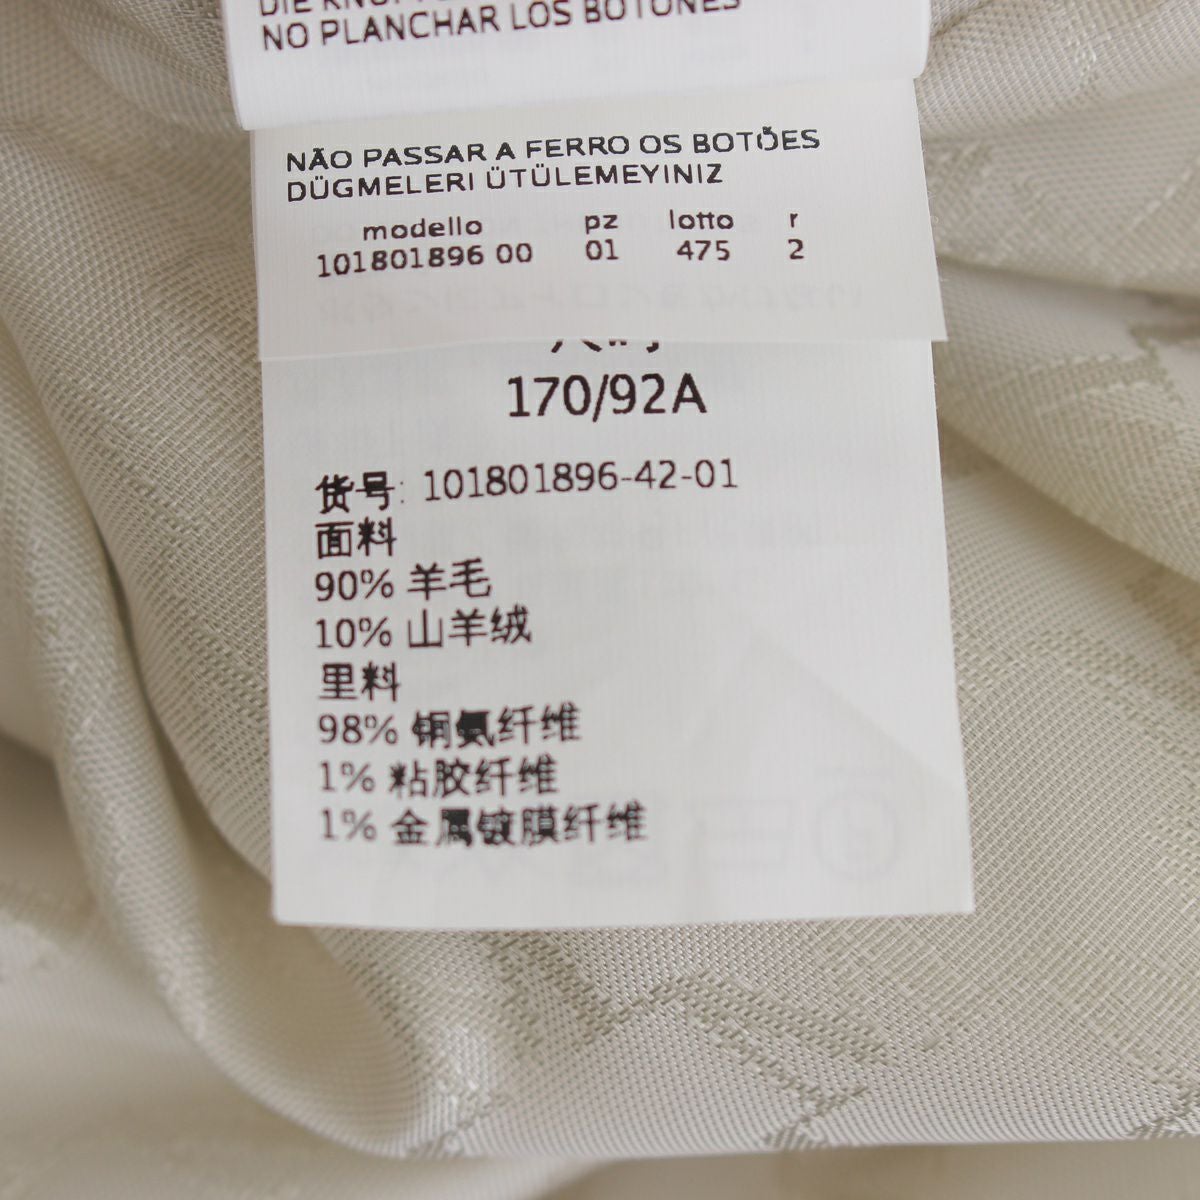 NO PLANCHAR LOS BOTONES
NÃO PASSAR A FERRO OS BOTÕES
DÜGMELERI ÜTÜLEMEYINIZ
modello pz lotto r
101801896 00 01 475 2
170/92A
货号: 101801896-42-01
面料
90% 羊毛
10% 山羊绒
里料
98% 铜氨纤维
1% 粘胶纤维
1% 金属镀膜纤维